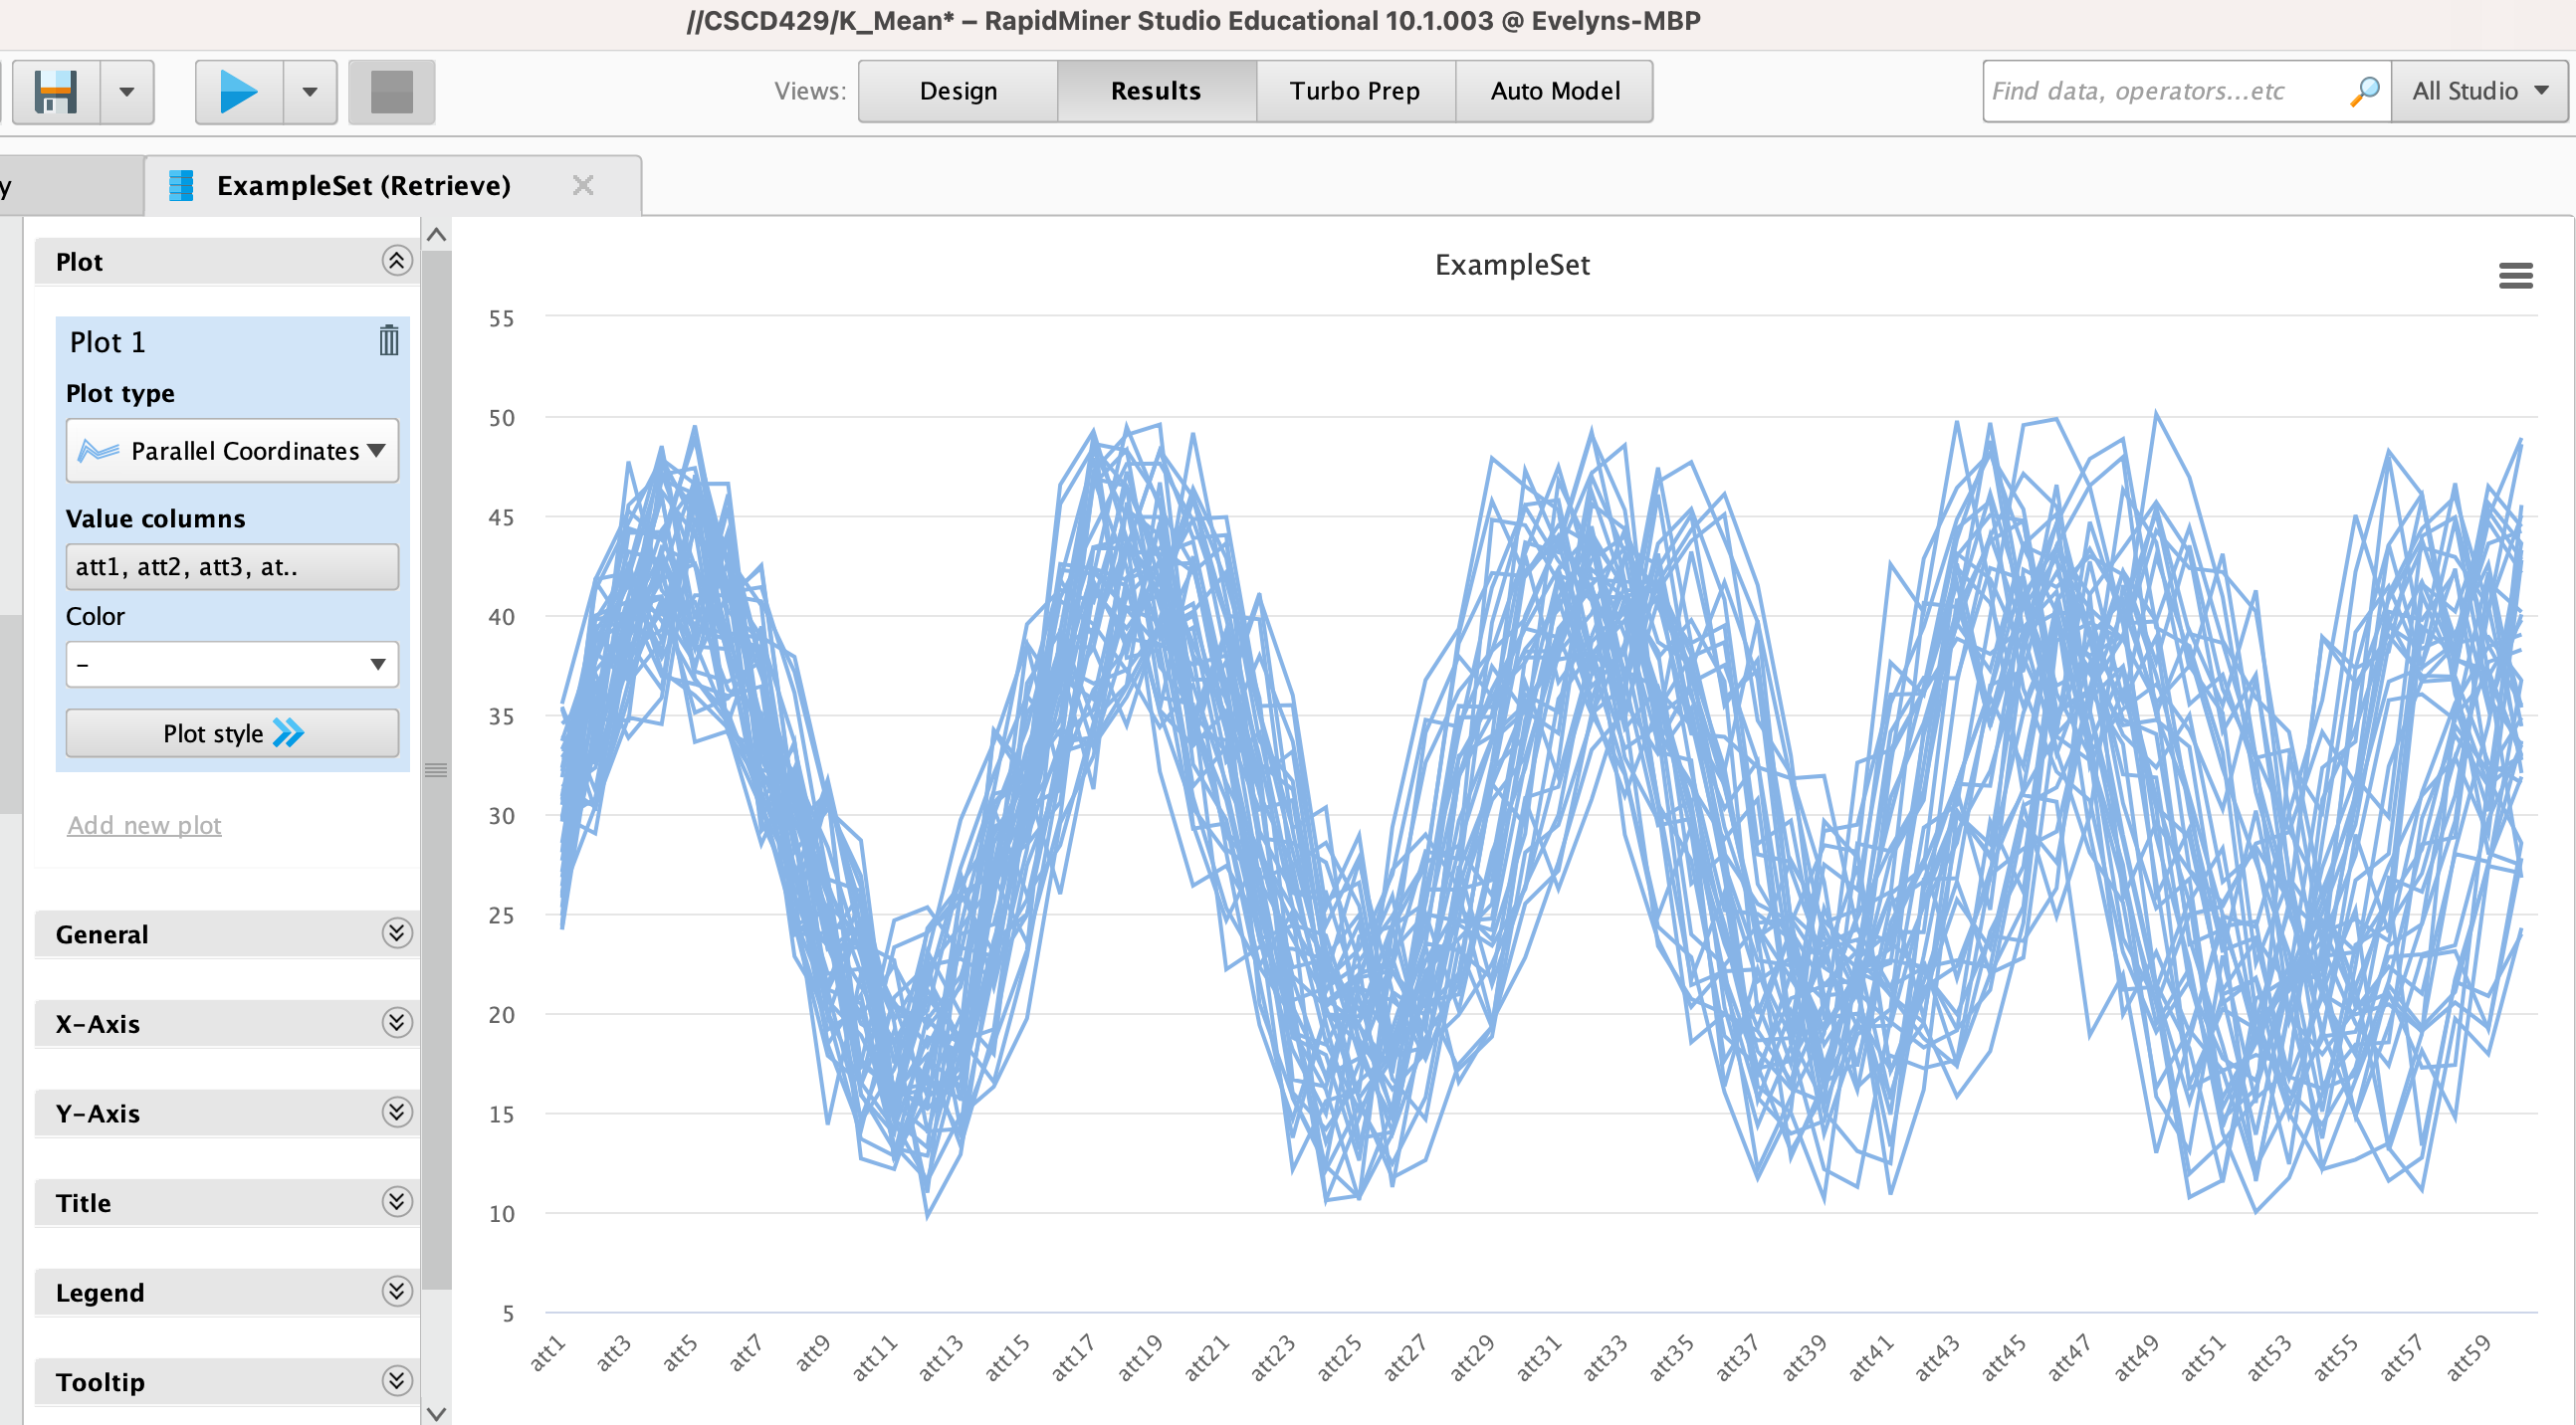 //CSCD429/K_Mean* – RapidMiner Studio Educational 10.1.003 @ Evelyns-MBP
Views:
Design
Results
Turbo Prep
Auto Model
Find data, operators...etc
All Studio
y
ExampleSet (Retrieve)
Plot
Plot 1
Plot type
Parallel Coordinates
Value columns
att1, att2, att3, at..
Color
–
Plot style
Add new plot
General
X-Axis
Y-Axis
Title
Legend
Tooltip
ExampleSet
55
50
45
40
35
30
25
20
15
10
5
att1
att3
att5
att7
att9
att11
att13
att15
att17
att19
att21
att23
att25
att27
att29
att31
att33
att35
att37
att39
att41
att43
att45
att47
att49
att51
att53
att55
att57
att59